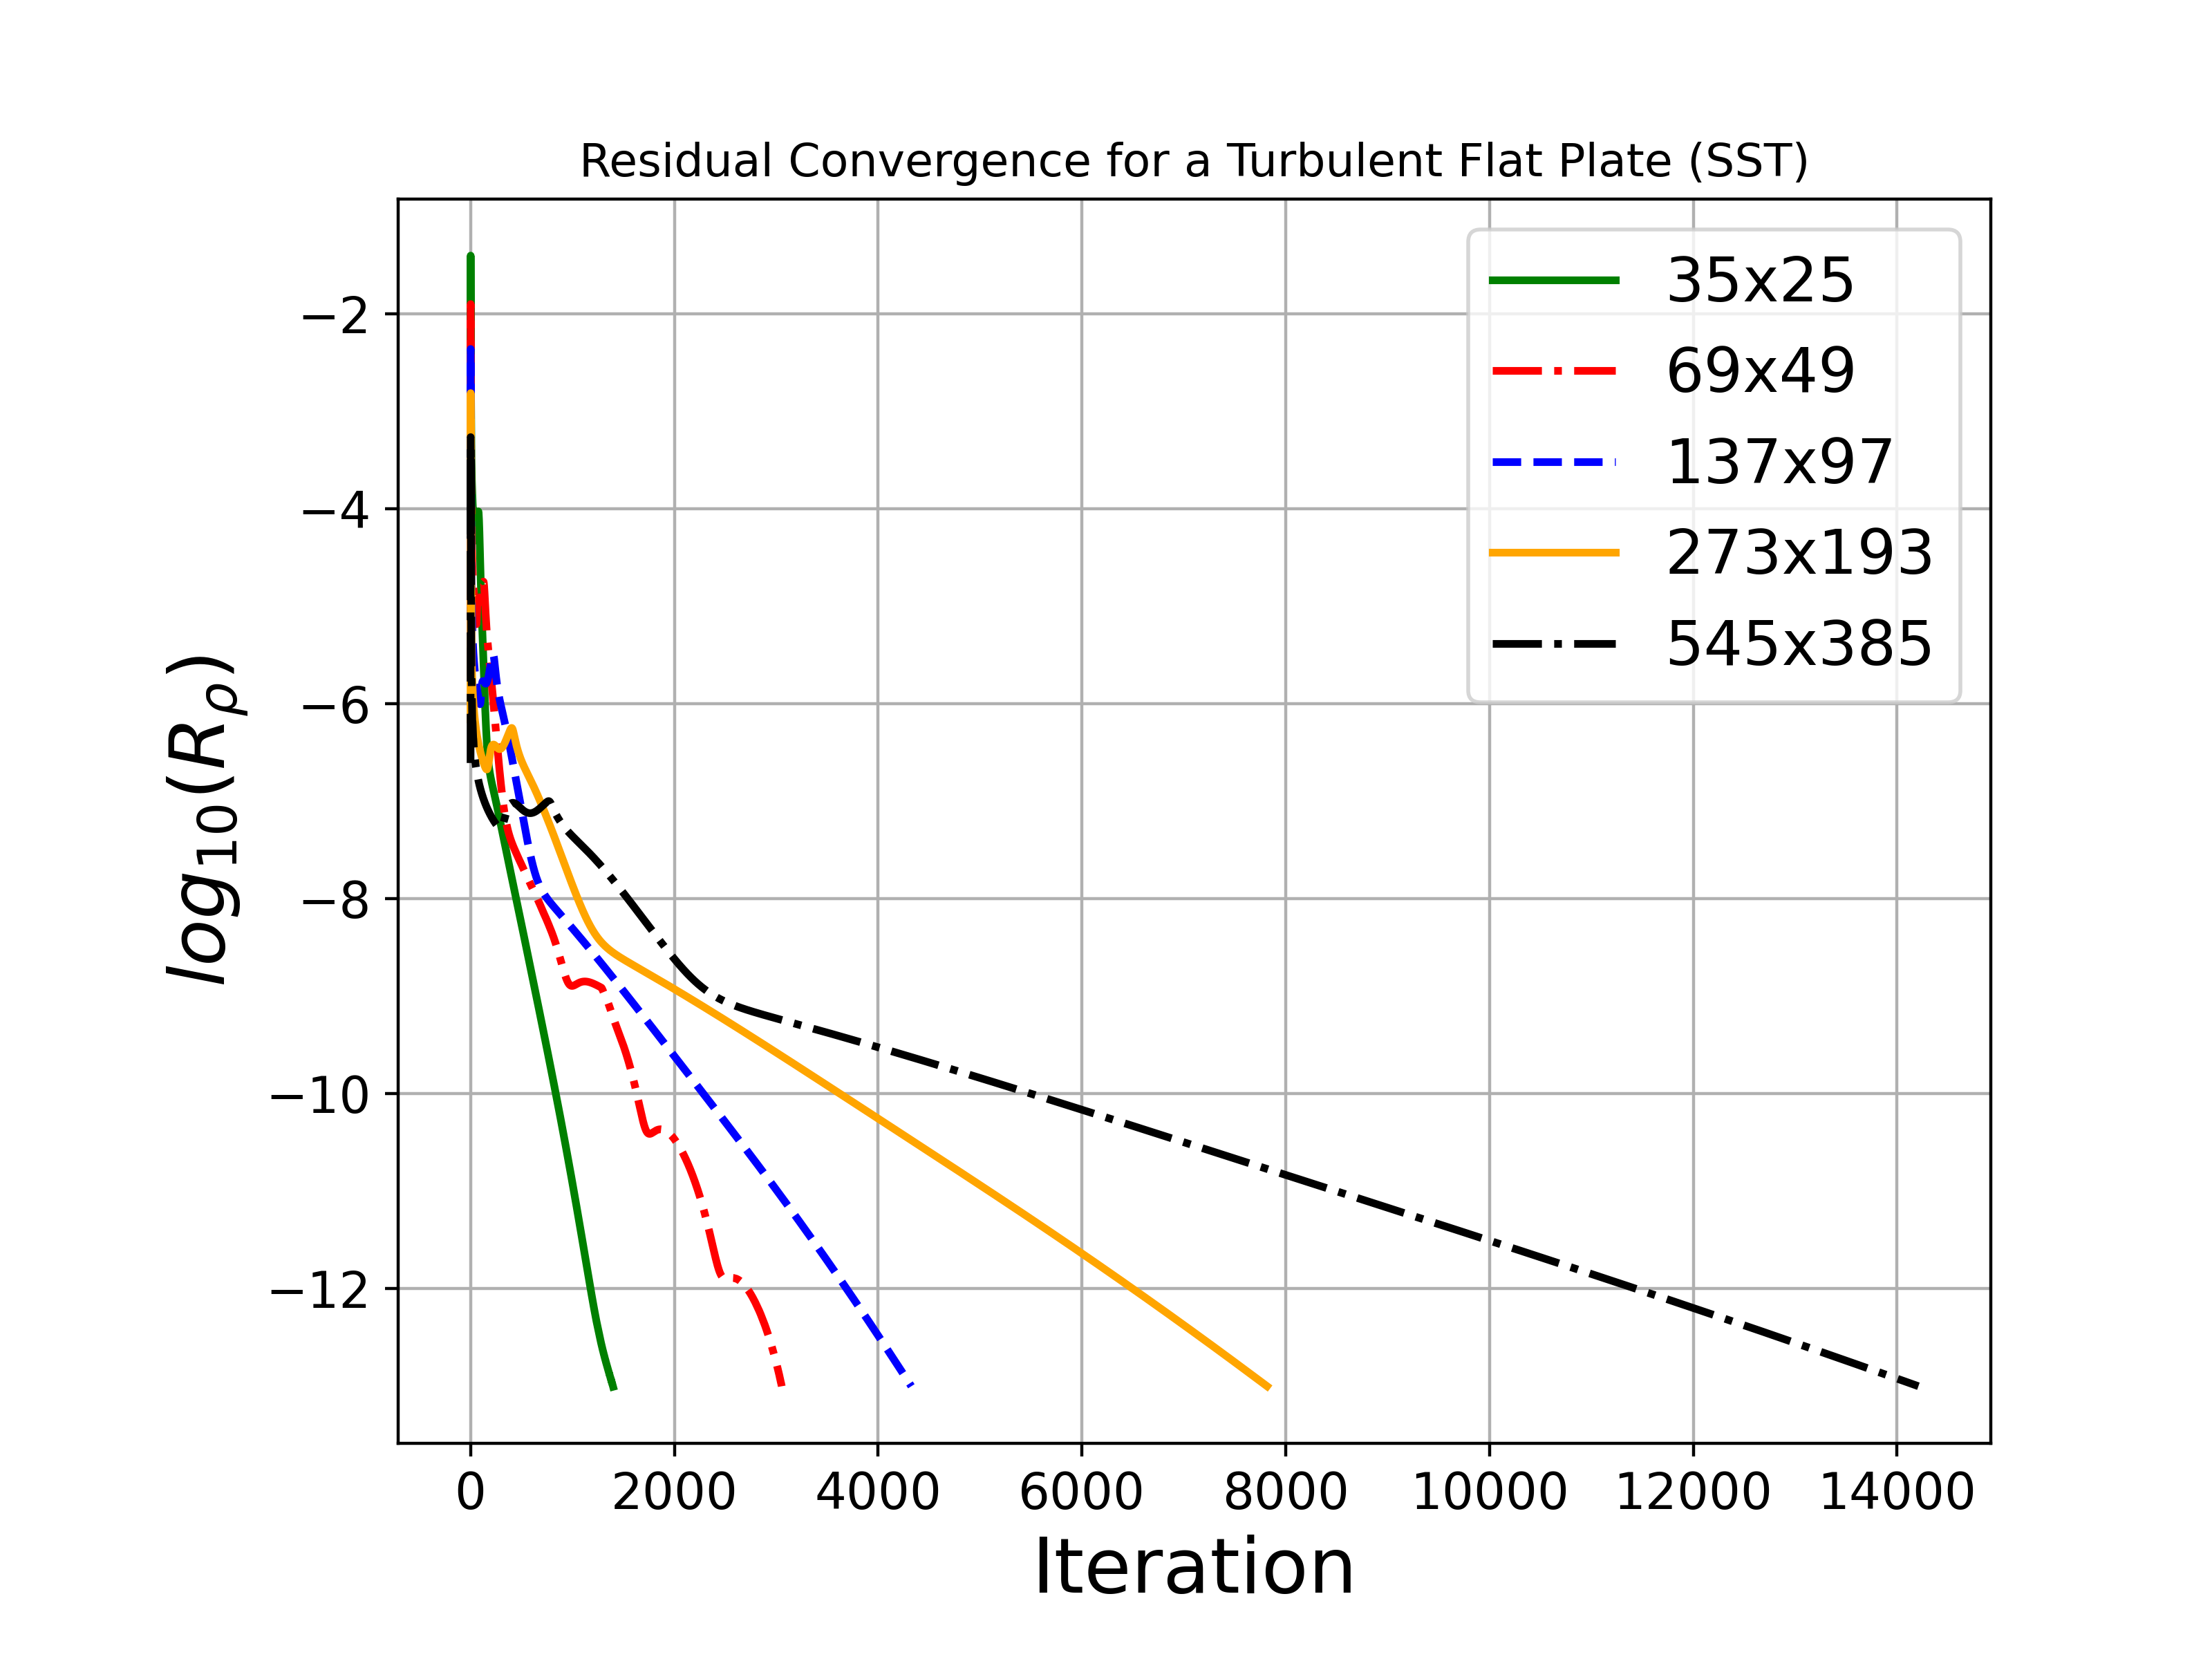 Residual Convergence for a Turbulent Flat Plate (SST)
35x25
69x49
137x97
273x193
545x385
−2
−4
−6
−8
−10
−12
log₁₀(Rᵨ)
0 2000 4000 6000 8000 10000 12000 14000
Iteration